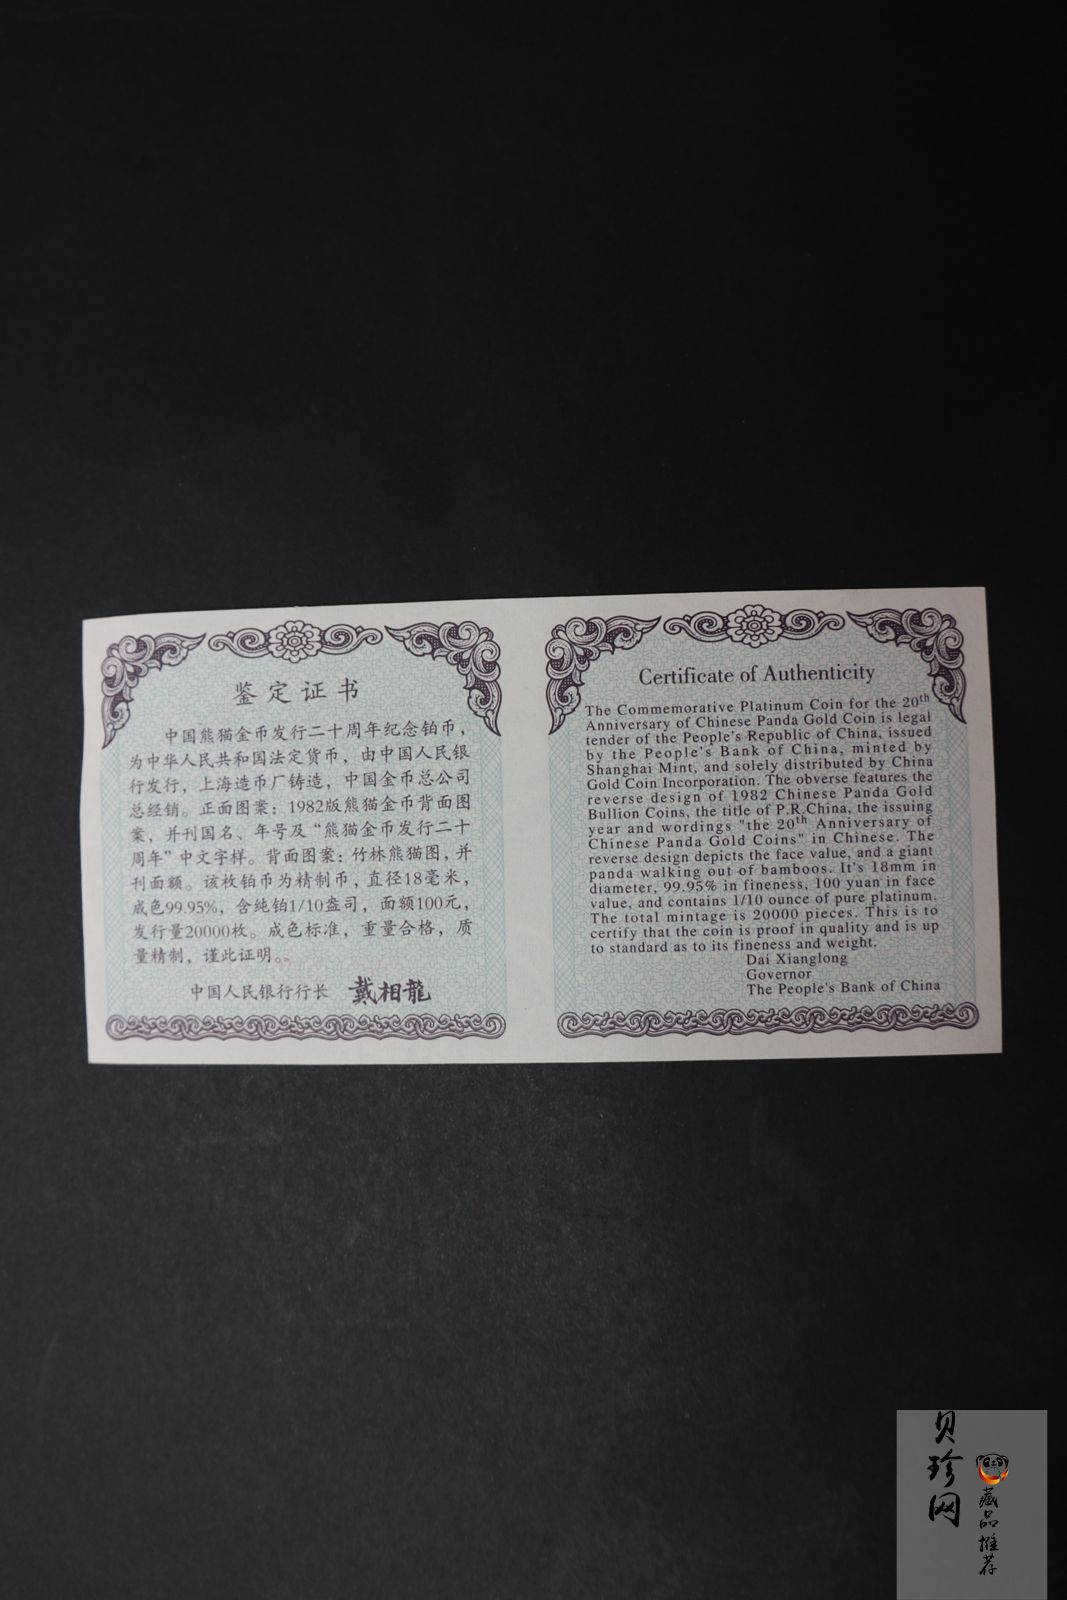 鉴定证书
中国熊猫金币发行二十周年纪念铂币，
为中华人民共和国法定货币，由中国人民银
行发行，上海造币厂铸造，中国金币总公司
总经销。正面图案：1982版熊猫金币背面图
案，并刊国名、年号及“熊猫金币发行二十
周年”中文字样。背面图案：竹林熊猫图，并
刊面额。该枚铂币为精制币，直径18毫米，
成色99.95%，含纯铂1/10盎司，面额100元，
发行量20000枚。成色标准，重量合格，质
量精制，谨此证明。
中国人民银行行长 戴相龍
Certificate of Authenticity
The Commemorative Platinum Coin for the 20th
Anniversary of Chinese Panda Gold Coin is legal
tender of the People's Republic of China, issued
by the People's Bank of China, minted by
Shanghai Mint, and solely distributed by China
Gold Coin Incorporation. The obverse features the
reverse design of 1982 Chinese Panda Gold
Bullion Coins, the title of P.R.China, the issuing
year and wordings "the 20th Anniversary of
Chinese Panda Gold Coins" in Chinese. The
reverse design depicts the face value, and a giant
panda walking out of bamboos. It's 18mm in
diameter, 99.95% in fineness, 100 yuan in face
value, and contains 1/10 ounce of pure platinum.
The total mintage is 20000 pieces. This is to
certify that the coin is proof in quality and is up
to standard as to its fineness and weight.
Dai Xianglong
Governor
The People's Bank of China
贝珍网
藏品推荐